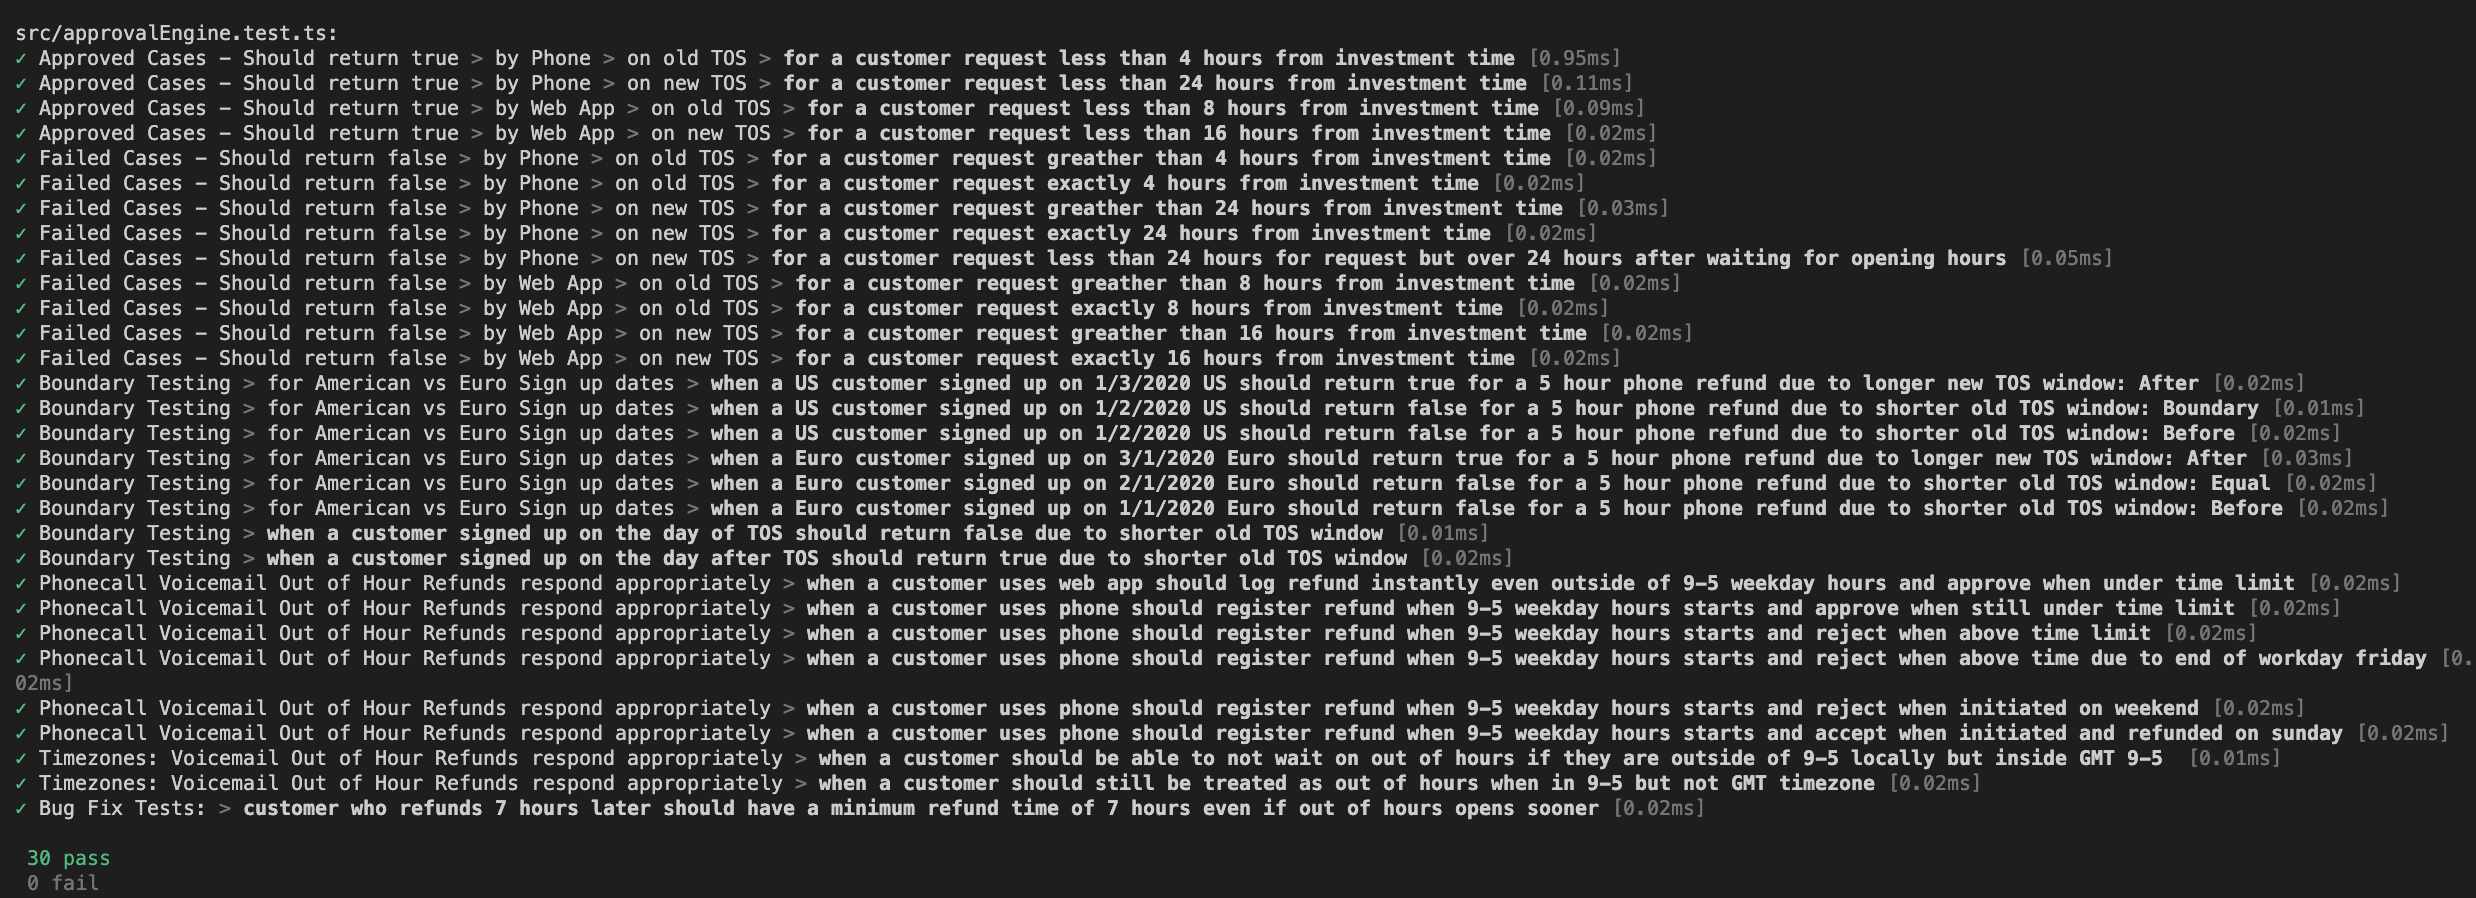 src/approvalEngine.test.ts:
✓ Approved Cases – Should return true > by Phone > on old TOS > for a customer request less than 4 hours from investment time [0.95ms]
✓ Approved Cases – Should return true > by Phone > on new TOS > for a customer request less than 24 hours from investment time [0.11ms]
✓ Approved Cases – Should return true > by Web App > on old TOS > for a customer request less than 8 hours from investment time [0.09ms]
✓ Approved Cases – Should return true > by Web App > on new TOS > for a customer request less than 16 hours from investment time [0.02ms]
✓ Failed Cases – Should return false > by Phone > on old TOS > for a customer request greather than 4 hours from investment time [0.02ms]
✓ Failed Cases – Should return false > by Phone > on old TOS > for a customer request exactly 4 hours from investment time [0.02ms]
✓ Failed Cases – Should return false > by Phone > on new TOS > for a customer request greather than 24 hours from investment time [0.03ms]
✓ Failed Cases – Should return false > by Phone > on new TOS > for a customer request exactly 24 hours from investment time [0.02ms]
✓ Failed Cases – Should return false > by Phone > on new TOS > for a customer request less than 24 hours for request but over 24 hours after waiting for opening hours [0.05ms]
✓ Failed Cases – Should return false > by Web App > on old TOS > for a customer request greather than 8 hours from investment time [0.02ms]
✓ Failed Cases – Should return false > by Web App > on old TOS > for a customer request exactly 8 hours from investment time [0.02ms]
✓ Failed Cases – Should return false > by Web App > on new TOS > for a customer request greather than 16 hours from investment time [0.02ms]
✓ Failed Cases – Should return false > by Web App > on new TOS > for a customer request exactly 16 hours from investment time [0.02ms]
✓ Boundary Testing > for American vs Euro Sign up dates > when a US customer signed up on 1/3/2020 US should return true for a 5 hour phone refund due to longer new TOS window: After [0.02ms]
✓ Boundary Testing > for American vs Euro Sign up dates > when a US customer signed up on 1/2/2020 US should return false for a 5 hour phone refund due to shorter old TOS window: Boundary [0.01ms]
✓ Boundary Testing > for American vs Euro Sign up dates > when a US customer signed up on 1/2/2020 US should return false for a 5 hour phone refund due to shorter old TOS window: Before [0.02ms]
✓ Boundary Testing > for American vs Euro Sign up dates > when a Euro customer signed up on 3/1/2020 Euro should return true for a 5 hour phone refund due to longer new TOS window: After [0.03ms]
✓ Boundary Testing > for American vs Euro Sign up dates > when a Euro customer signed up on 2/1/2020 Euro should return false for a 5 hour phone refund due to shorter old TOS window: Equal [0.02ms]
✓ Boundary Testing > for American vs Euro Sign up dates > when a Euro customer signed up on 1/1/2020 Euro should return false for a 5 hour phone refund due to shorter old TOS window: Before [0.02ms]
✓ Boundary Testing > when a customer signed up on the day of TOS should return false due to shorter old TOS window [0.01ms]
✓ Boundary Testing > when a customer signed up on the day after TOS should return true due to shorter old TOS window [0.02ms]
✓ Phonecall Voicemail Out of Hour Refunds respond appropriately > when a customer uses web app should log refund instantly even outside of 9–5 weekday hours and approve when under time limit [0.02ms]
✓ Phonecall Voicemail Out of Hour Refunds respond appropriately > when a customer uses phone should register refund when 9–5 weekday hours starts and approve when still under time limit [0.02ms]
✓ Phonecall Voicemail Out of Hour Refunds respond appropriately > when a customer uses phone should register refund when 9–5 weekday hours starts and reject when above time limit [0.02ms]
✓ Phonecall Voicemail Out of Hour Refunds respond appropriately > when a customer uses phone should register refund when 9–5 weekday hours starts and reject when above time due to end of workday friday [0.
02ms]
✓ Phonecall Voicemail Out of Hour Refunds respond appropriately > when a customer uses phone should register refund when 9–5 weekday hours starts and reject when initiated on weekend [0.02ms]
✓ Phonecall Voicemail Out of Hour Refunds respond appropriately > when a customer uses phone should register refund when 9–5 weekday hours starts and accept when initiated and refunded on sunday [0.02ms]
✓ Timezones: Voicemail Out of Hour Refunds respond appropriately > when a customer should be able to not wait on out of hours if they are outside of 9–5 locally but inside GMT 9–5 [0.01ms]
✓ Timezones: Voicemail Out of Hour Refunds respond appropriately > when a customer should still be treated as out of hours when in 9–5 but not GMT timezone [0.02ms]
✓ Bug Fix Tests: > customer who refunds 7 hours later should have a minimum refund time of 7 hours even if out of hours opens sooner [0.02ms]
30 pass
0 fail